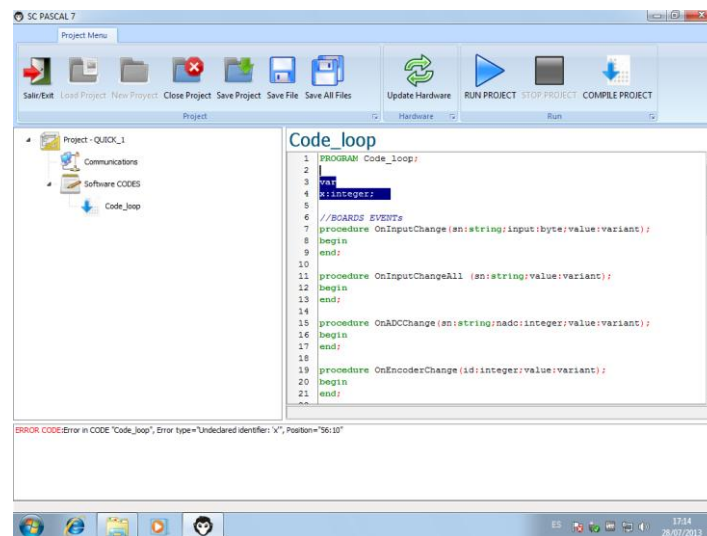 SC PASCAL 7
Project Menu
Salir/Exit Load Project New Proyect Close Project Save Project Save File Save All Files Update Hardware RUN PROJECT STOP PROJECT COMPILE PROJECT
Project Hardware Run
Project - QUICK_1
Communications
Software CODES
Code_loop
Code_loop
1 PROGRAM Code_loop;
2
3 var
4 x:integer;
5
6 //BOARDS EVENTs
7 procedure OnInputChange(sn:string;input:byte;value:variant);
8 begin
9 end;
10
11 procedure OnInputChangeAll (sn:string;value:variant);
12 begin
13 end;
14
15 procedure OnADCChange(sn:string;nadc:integer;value:variant);
16 begin
17 end;
18
19 procedure OnEncoderChange(id:integer;value:variant);
20 begin
21 end;
ERROR CODE:Error in CODE "Code_loop", Error type="Undeclared identifier: 'x'", Position="56:10"
ES 17:14
28/07/2013